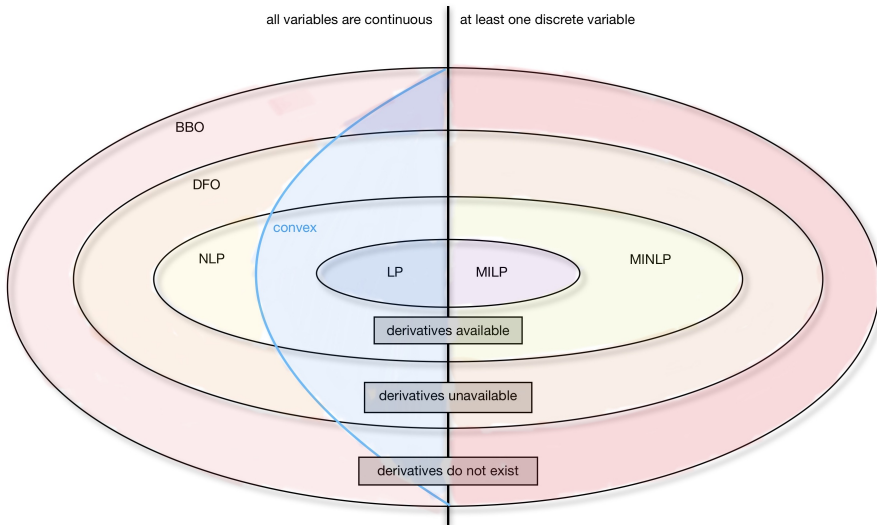 all variables are continuous
at least one discrete variable
BBO
DFO
convex
NLP
LP
MILP
MINLP
derivatives available
derivatives unavailable
derivatives do not exist